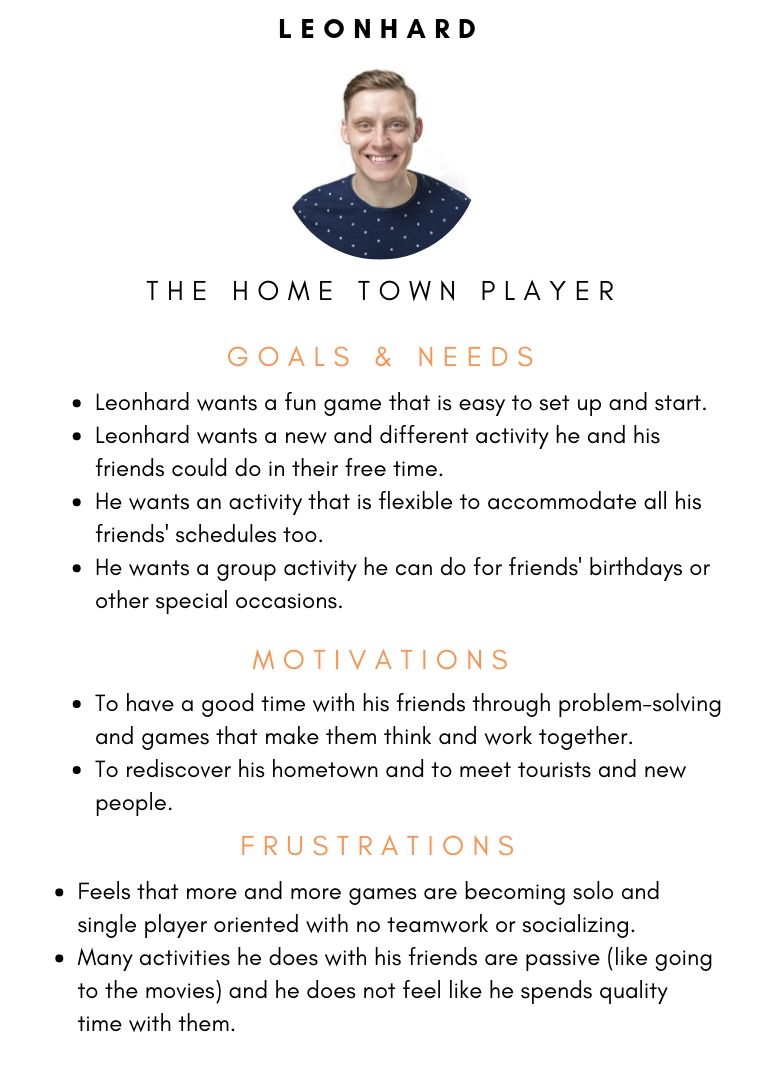 LEONHARD
THE HOME TOWN PLAYER
GOALS & NEEDS
• Leonhard wants a fun game that is easy to set up and start.
• Leonhard wants a new and different activity he and his
friends could do in their free time.
• He wants an activity that is flexible to accommodate all his
friends' schedules too.
• He wants a group activity he can do for friends' birthdays or
other special occasions.
MOTIVATIONS
• To have a good time with his friends through problem-solving
and games that make them think and work together.
• To rediscover his hometown and to meet tourists and new
people.
FRUSTRATIONS
• Feels that more and more games are becoming solo and
single player oriented with no teamwork or socializing.
• Many activities he does with his friends are passive (like going
to the movies) and he does not feel like he spends quality
time with them.